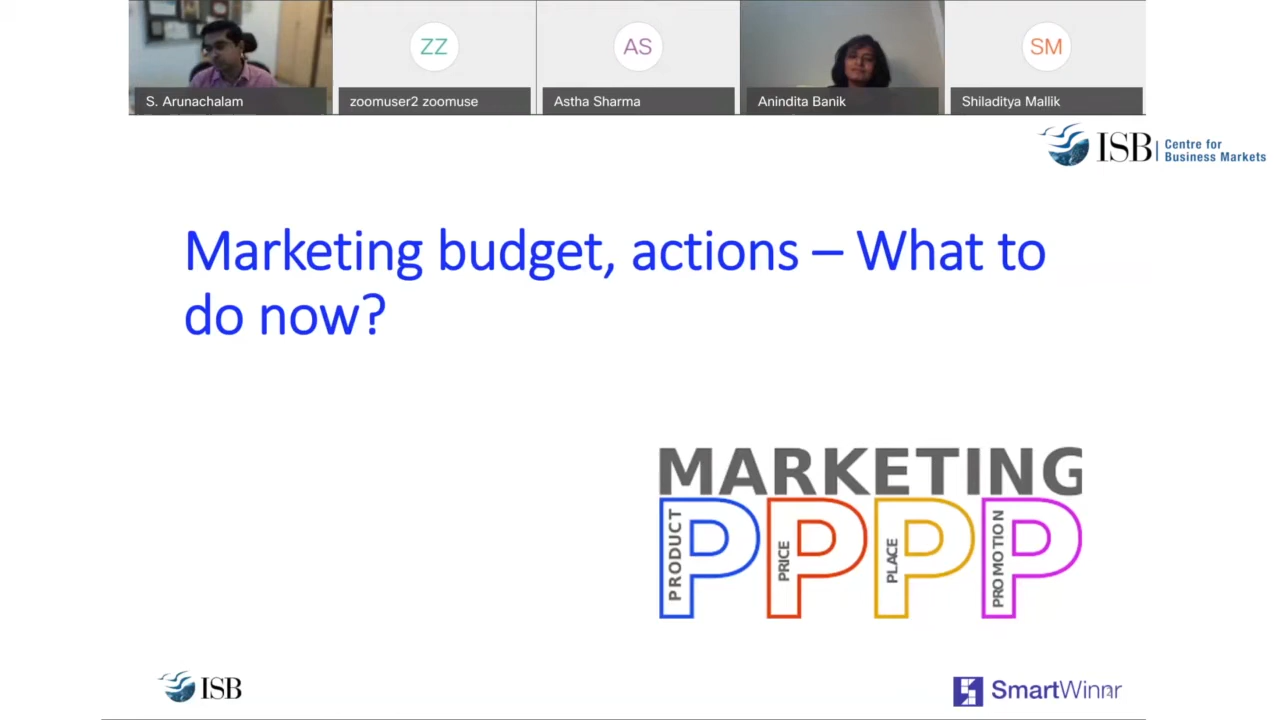 ZZ
AS
SM
S. Arunachalam
zoomuser2 zoomuse
Astha Sharma
Anindita Banik
Shiladitya Mallik
ISB
Centre for
Business Markets
Marketing budget, actions – What to
do now?
MARKETING
PPPP
PRODUCT
PRICE
PLACE
PROMOTION
ISB
SmartWinnr